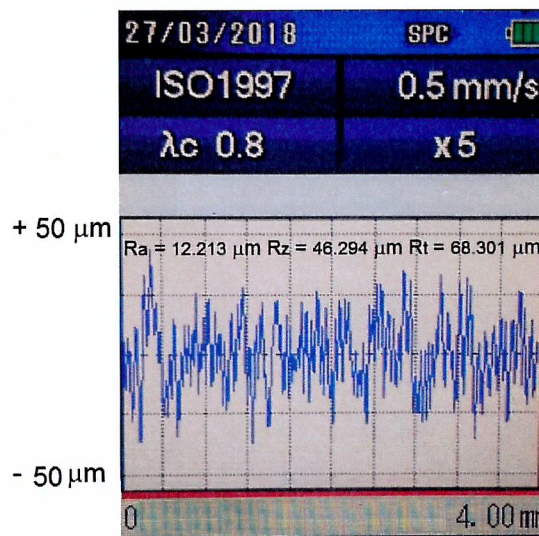 27/03/2018 SPC
ISO1997 0.5 mm/s
λc 0.8 x5
+ 50 μm
Ra = 12.213 μm Rz = 46.294 μm Rt = 68.301 μm
- 50 μm
0 4.00 mm